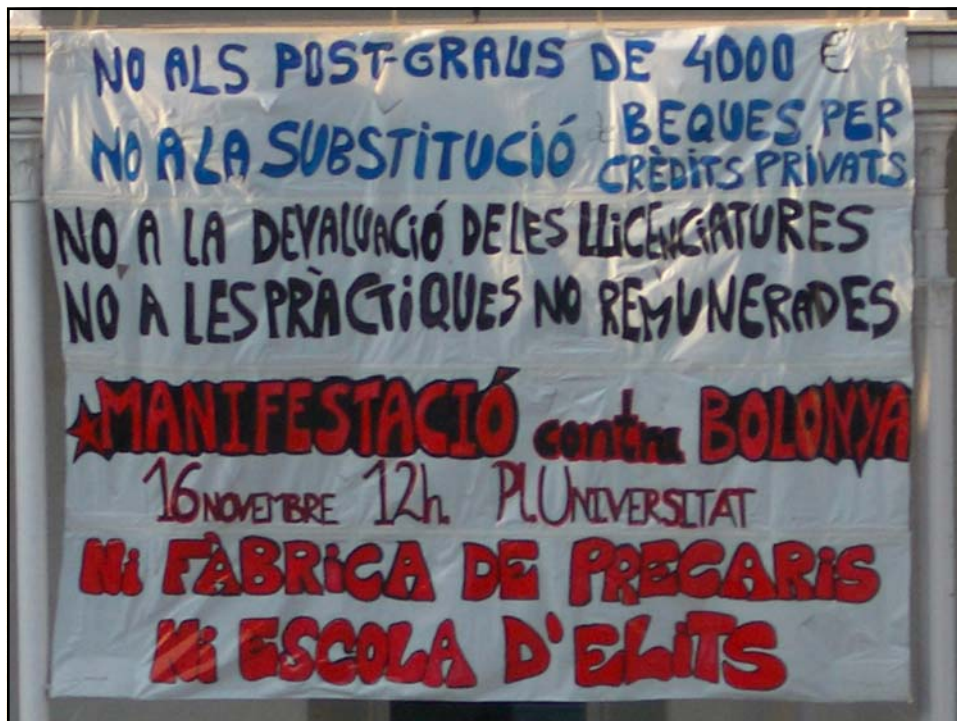 NO ALS POST-GRAUS DE 4000 €
NO A LA SUBSTITUCIÓ BEQUES PER
CRÈDITS PRIVATS
NO A LA DEVALUACIÓ DE LES LLICENCIATURES
NO A LES PRÀCTIQUES NO REMUNERADES
MANIFESTACIÓ contra BOLONYA
16 NOVEMBRE 12h. Pl. UNIVERSITAT
Ni FÀBRiCA DE PRECARiS
Ni ESCOLA D'ELiTS